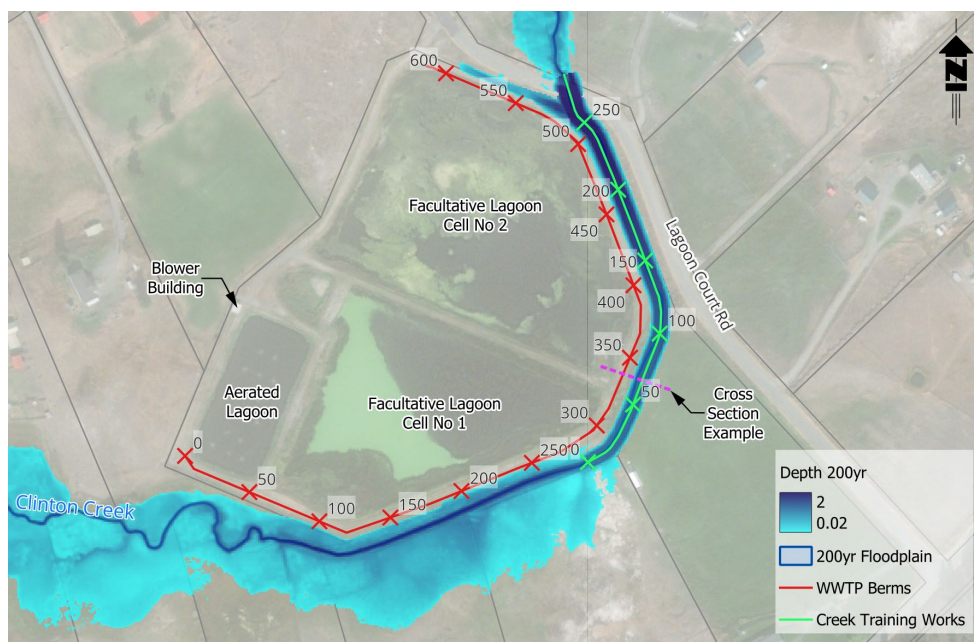 600
550
500
250
N
Facultative Lagoon
Cell No 2
200
450
150
Lagoon Court Rd
Blower
Building
400
100
350
Aerated
Lagoon
Facultative Lagoon
Cell No 1
50
Cross
Section
Example
300
0
250
0
50
200
Clinton Creek
100
150
Depth 200yr
2
0.02
200yr Floodplain
WWTP Berms
Creek Training Works